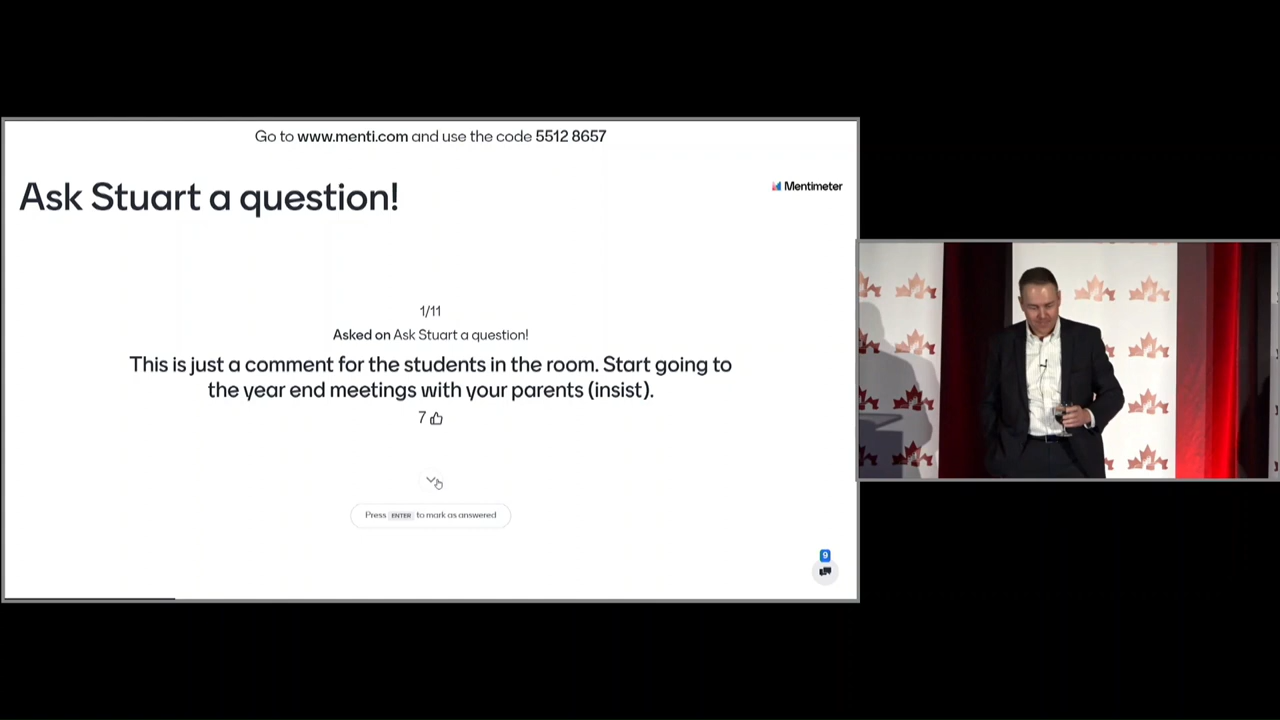 Go to www.menti.com and use the code 5512 8657
Ask Stuart a question!
Mentimeter
1/11
Asked on Ask Stuart a question!
This is just a comment for the students in the room. Start going to
the year end meetings with your parents (insist).
7
Press ENTER to mark as answered
9